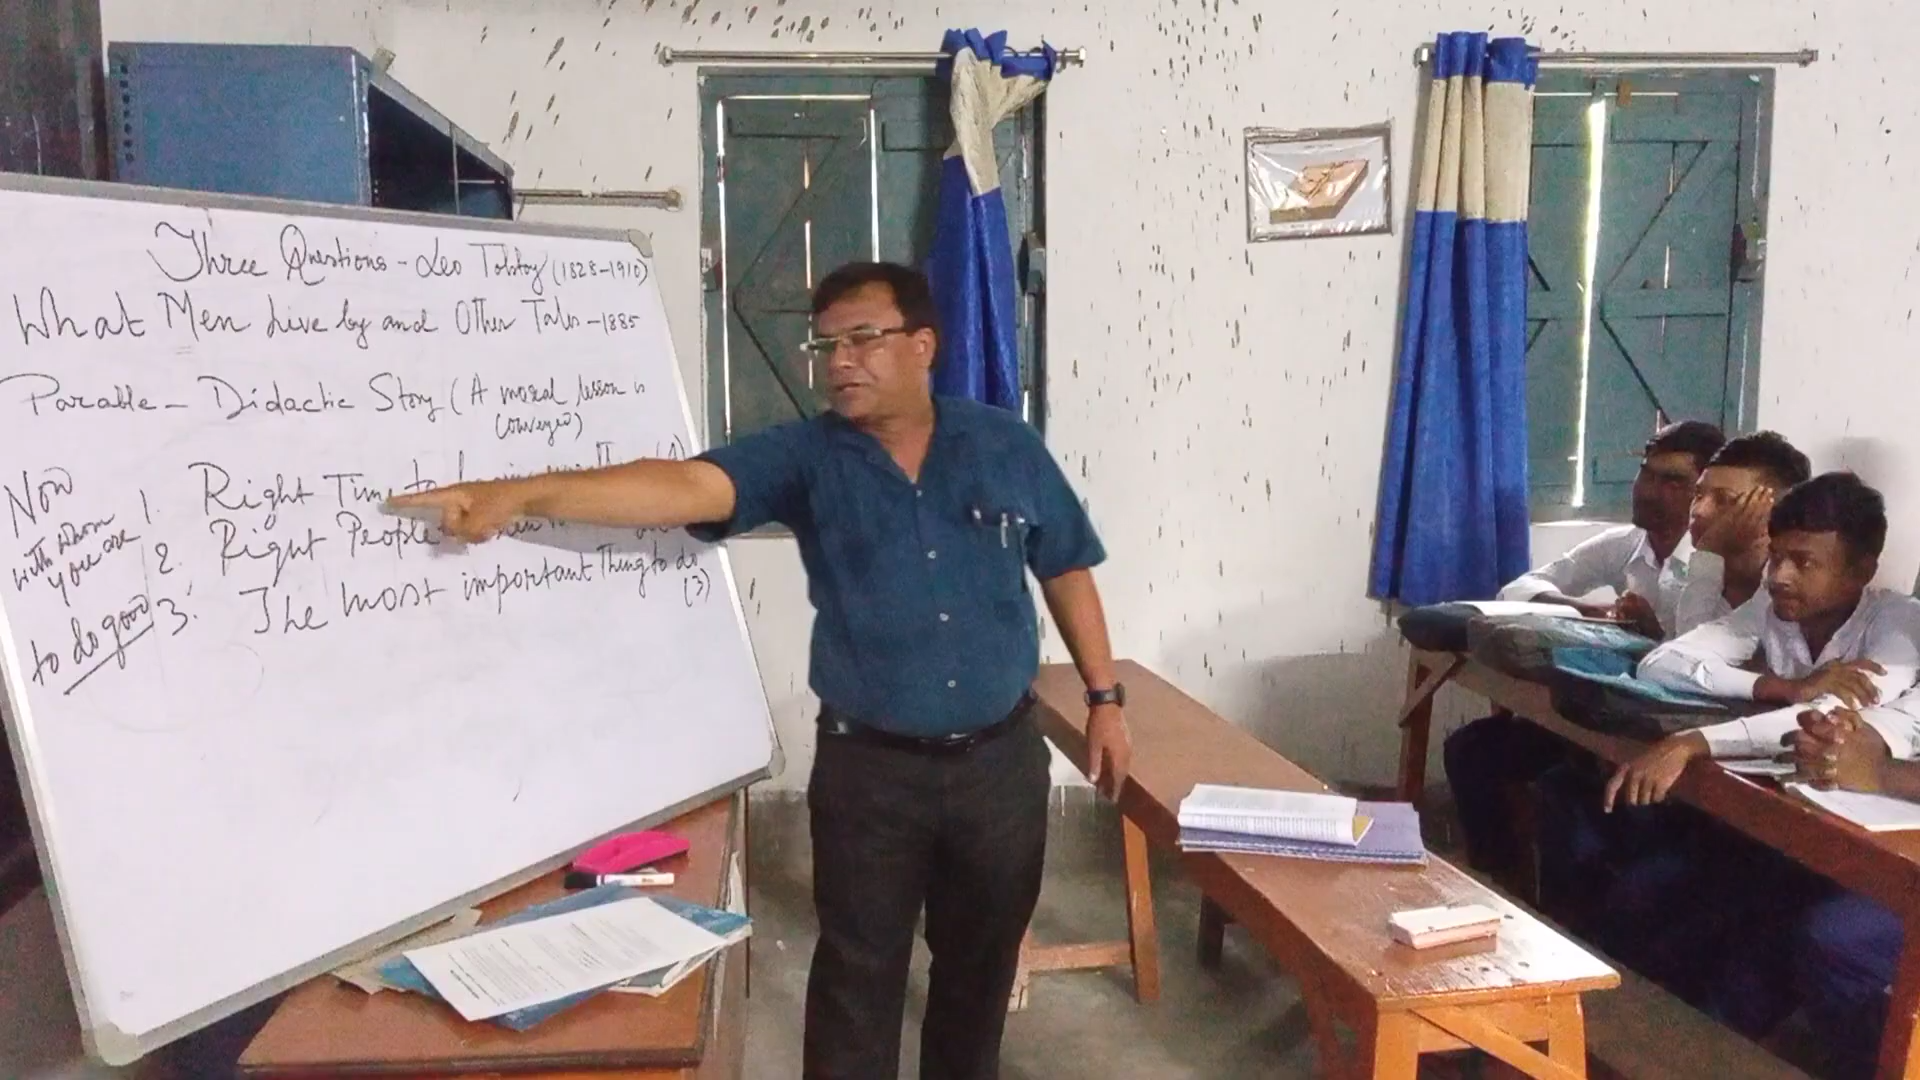 Three Questions - Leo Tolstoy (1828-1910)
What Men Live by and Other Tales - 1885
Parable - Didactic Story (A moral lesson is
conveyed)
Now
1. Right Time to
with whom
you are
2. Right People
to do good
3. The most important Thing to do
(3)